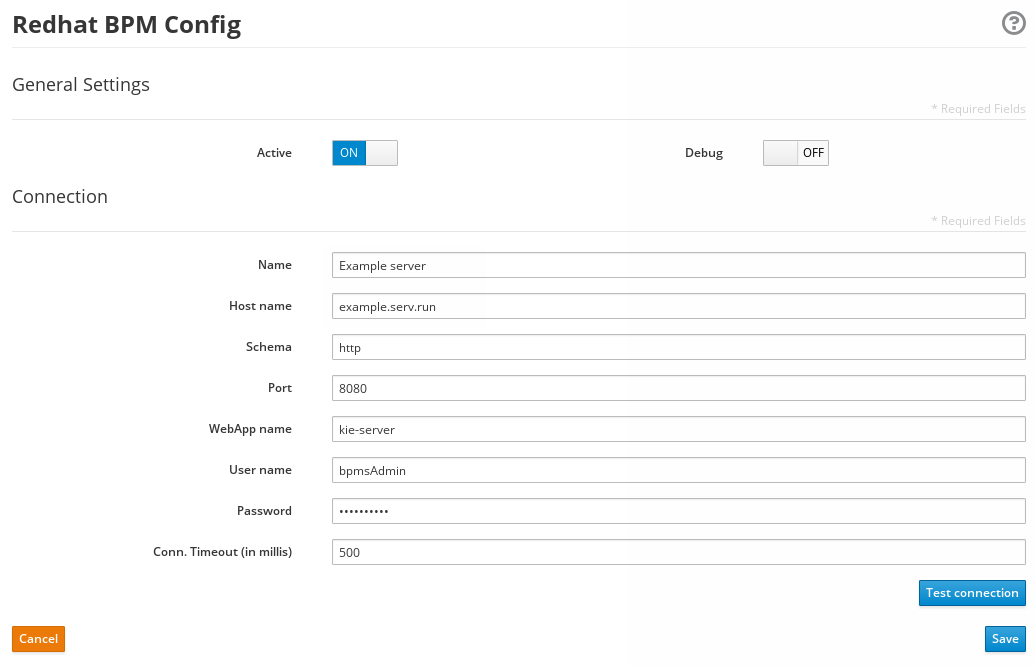 Redhat BPM Config
?
General Settings
* Required Fields
Active ON Debug OFF
Connection
* Required Fields
Name Example server
Host name example.serv.run
Schema http
Port 8080
WebApp name kie-server
User name bpmsAdmin
Password ••••••••••
Conn. Timeout (in millis) 500
Test connection
Cancel Save